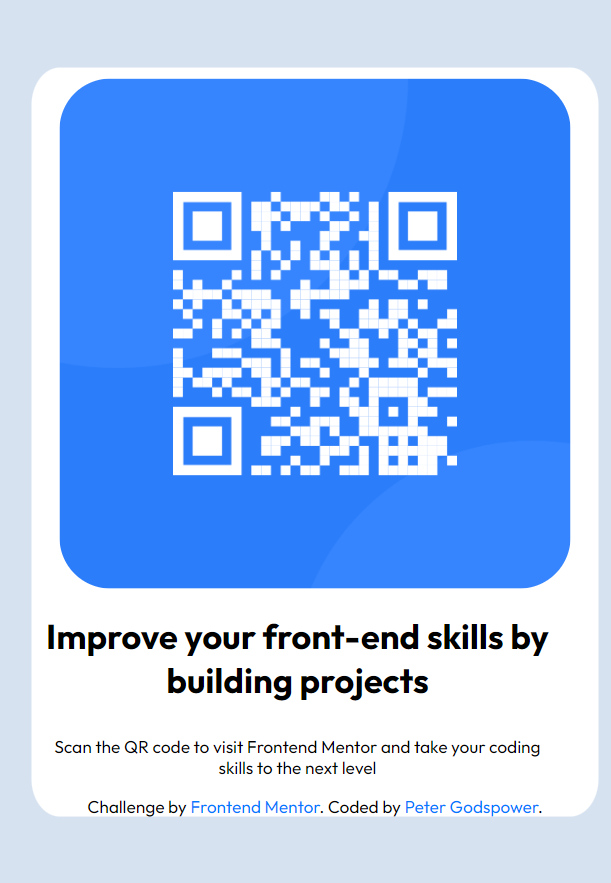 Improve your front-end skills by
building projects
Scan the QR code to visit Frontend Mentor and take your coding
skills to the next level
Challenge by Frontend Mentor. Coded by Peter Godspower.